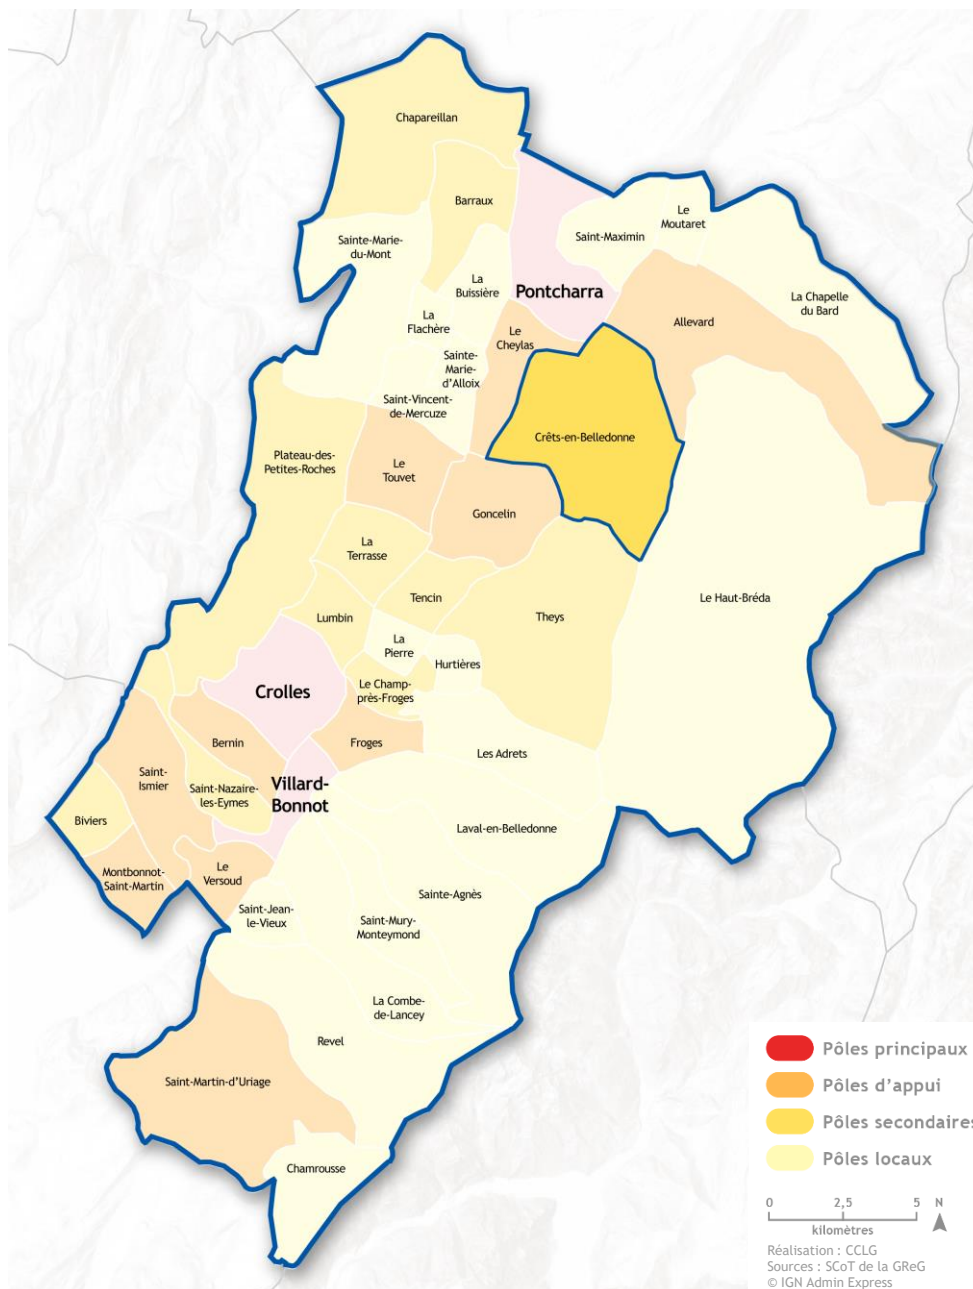 Chapareillan
Barraux
Le
Moutaret
Saint-Maximin
Sainte-Marie-
du-Mont
La
Buissière
Pontcharra
La Chapelle
du Bard
La
Flachère
Allevard
Le
Cheylas
Sainte-
Marie-
d'Alloix
Saint-Vincent-
de-Mercuze
Crêts-en-Belledonne
Plateau-des-
Petites-Roches
Le
Touvet
Goncelin
La
Terrasse
Tencin
Le Haut-Bréda
Lumbin
Theys
La
Pierre
Hurtières
Crolles
Le Champ-
près-Froges
Bernin
Froges
Les Adrets
Saint-
Ismier
Saint-Nazaire-
les-Eymes
Villard-
Bonnot
Biviers
Laval-en-Belledonne
Montbonnot-
Saint-Martin
Le
Versoud
Sainte-Agnès
Saint-Jean-
le-Vieux
Saint-Mury-
Monteymond
La Combe-
de-Lancey
Revel
Saint-Martin-d'Uriage
Chamrousse
Pôles principaux
Pôles d'appui
Pôles secondaires
Pôles locaux
0 2,5 5 N
kilomètres
Réalisation : CCLG
Sources : SCoT de la GReG
© IGN Admin Express